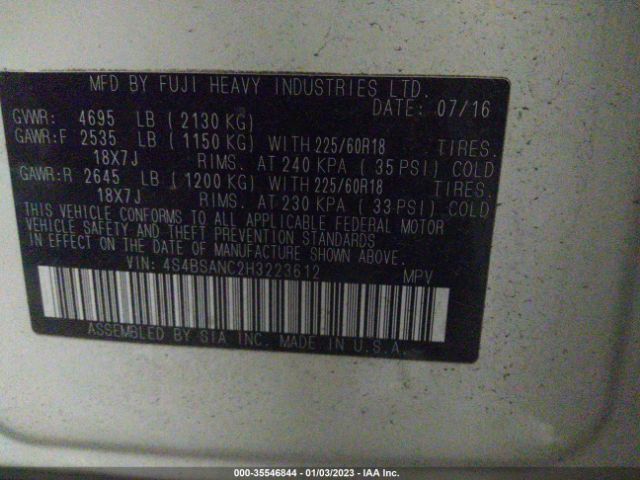 MFD BY FUJI HEAVY INDUSTRIES LTD.
DATE: 07/16
GVWR: 4695 LB (2130 KG)
GAWR:F 2535 LB (1150 KG) WITH 225/60R18 TIRES.
18X7J RIMS. AT 240 KPA (35 PSI) COLD
GAWR:R 2645 LB (1200 KG) WITH 225/60R18 TIRES.
18X7J RIMS. AT 230 KPA (33 PSI) COLD
THIS VEHICLE CONFORMS TO ALL APPLICABLE FEDERAL MOTOR
VEHICLE SAFETY AND THEFT PREVENTION STANDARDS
IN EFFECT ON THE DATE OF MANUFACTURE SHOWN ABOVE.
VIN: 4S4BSANC2H3223612 MPV
ASSEMBLED BY SIA INC. MADE IN U.S.A.
000-35546844 - 01/03/2023 - IAA Inc.